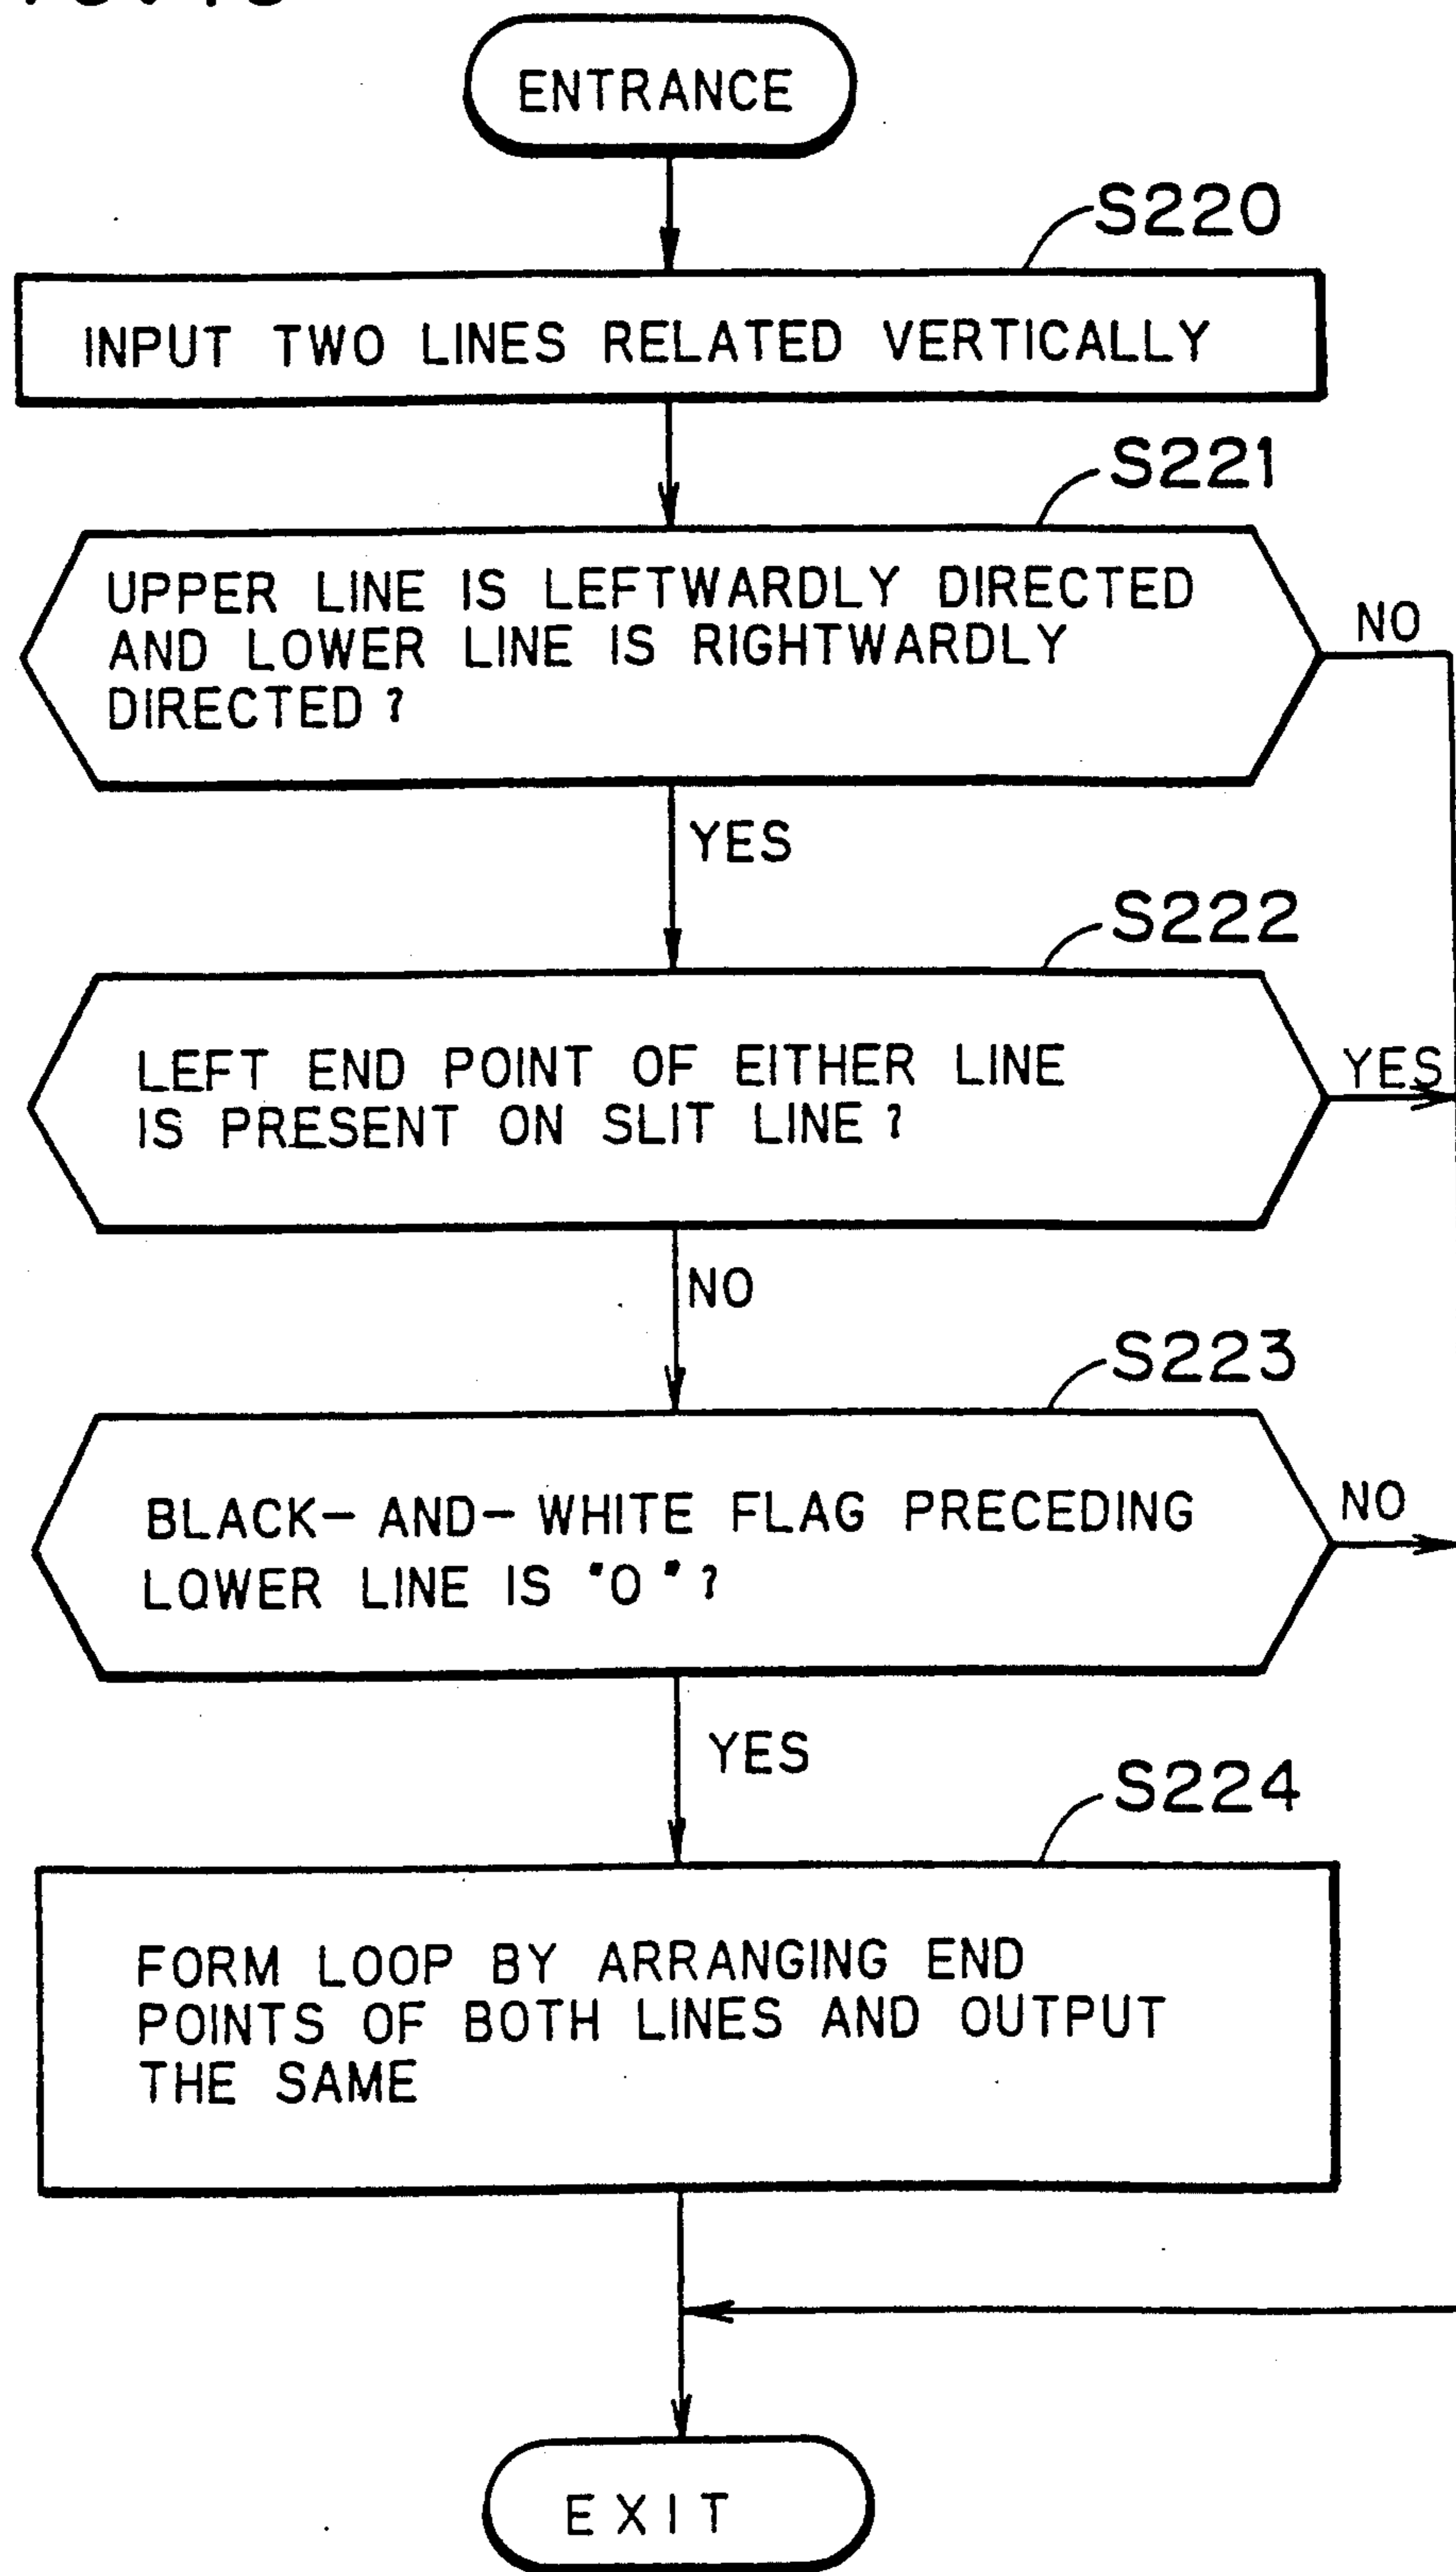 ENTRANCE
S220
INPUT TWO LINES RELATED VERTICALLY
S221
UPPER LINE IS LEFTWARDLY DIRECTED
AND LOWER LINE IS RIGHTWARDLY
DIRECTED ?
NO
YES
S222
LEFT END POINT OF EITHER LINE
IS PRESENT ON SLIT LINE ?
YES
NO
S223
BLACK-AND-WHITE FLAG PRECEDING
LOWER LINE IS "0" ?
NO
YES
S224
FORM LOOP BY ARRANGING END
POINTS OF BOTH LINES AND OUTPUT
THE SAME
EXIT